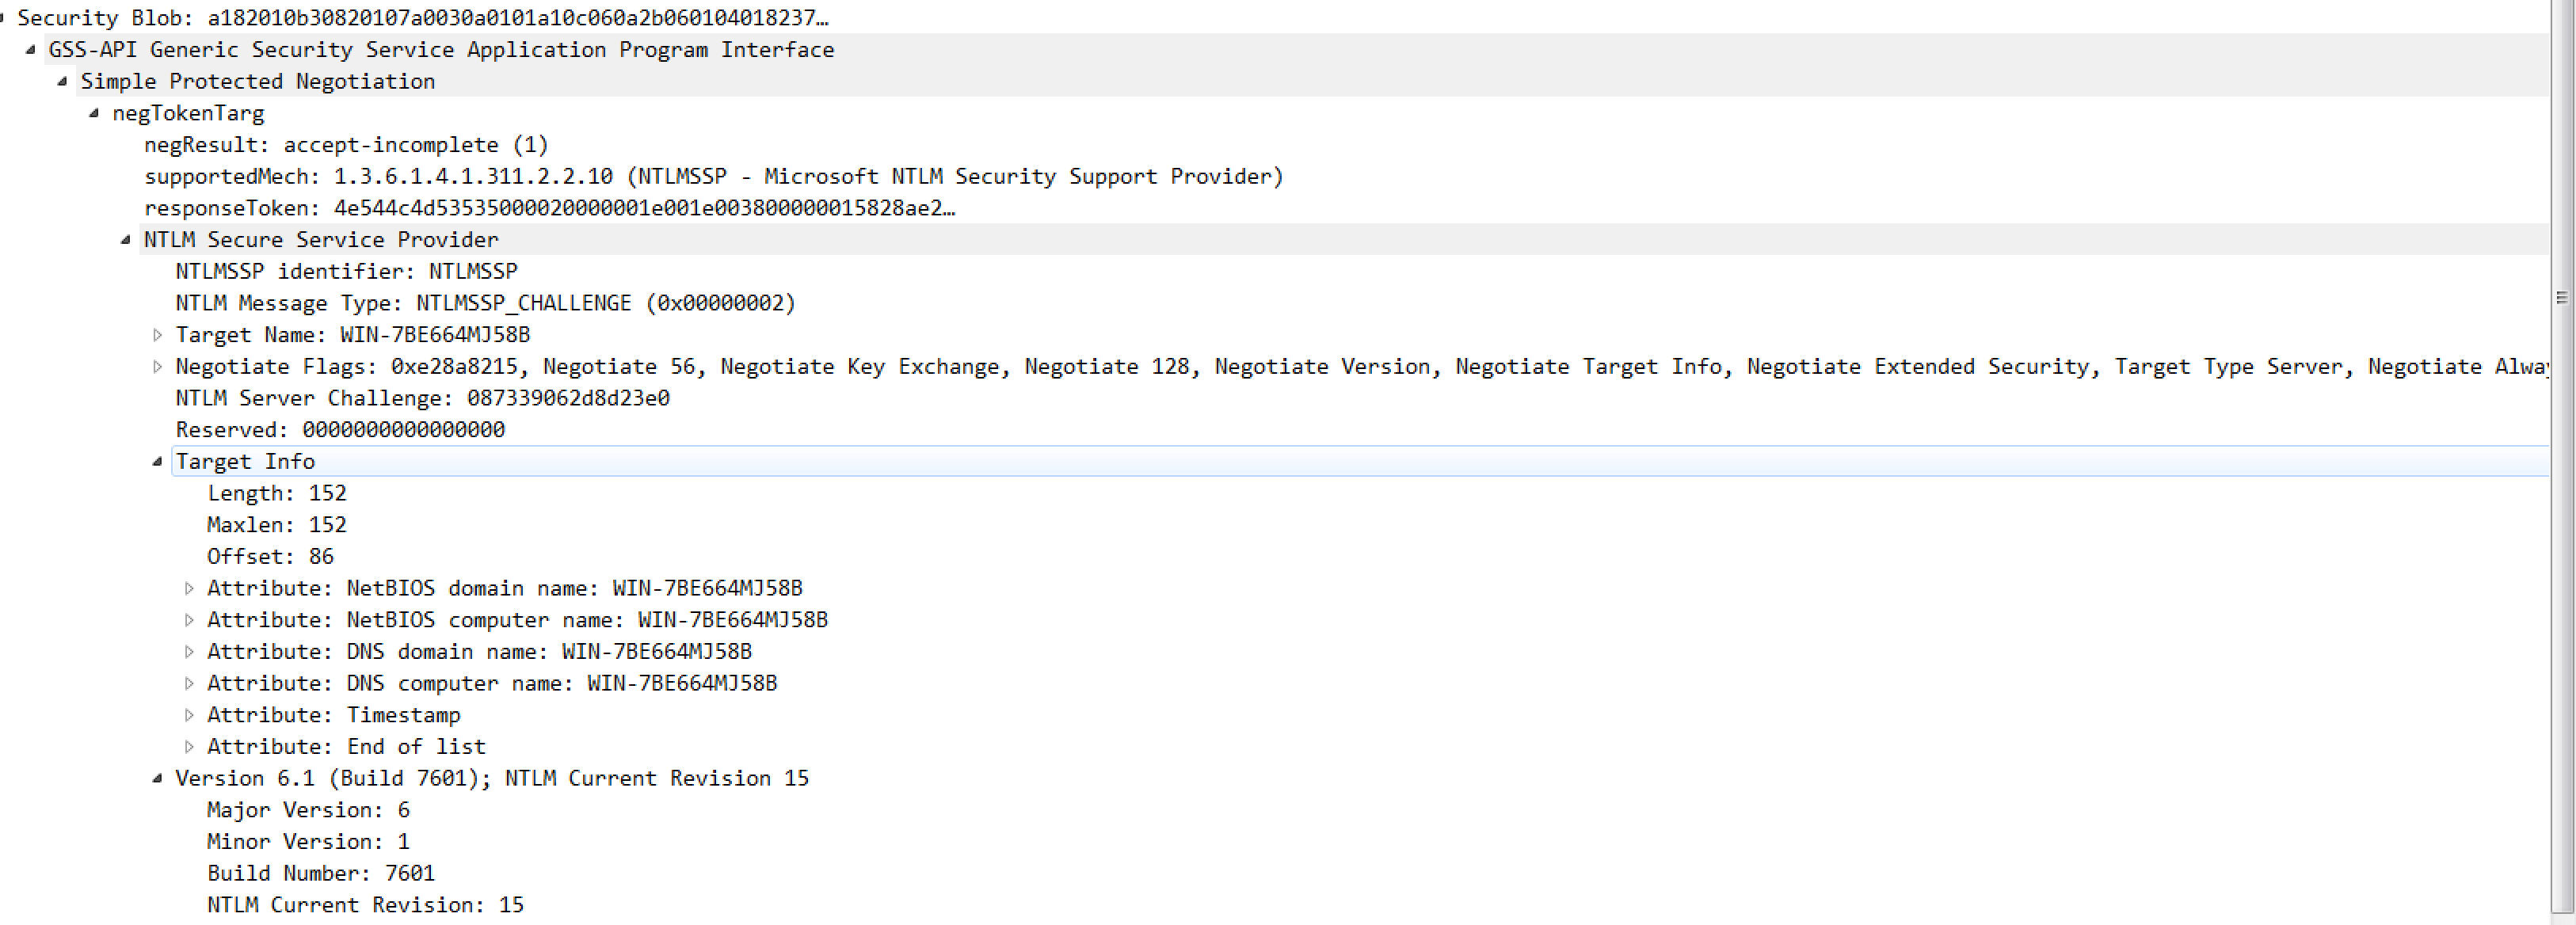 Security Blob: a182010b30820107a0030a0101a10c060a2b060104018237…
GSS-API Generic Security Service Application Program Interface
Simple Protected Negotiation
negTokenTarg
negResult: accept-incomplete (1)
supportedMech: 1.3.6.1.4.1.311.2.2.10 (NTLMSSP - Microsoft NTLM Security Support Provider)
responseToken: 4e544c4d53535000020000001e001e003800000015828ae2…
NTLM Secure Service Provider
NTLMSSP identifier: NTLMSSP
NTLM Message Type: NTLMSSP_CHALLENGE (0x00000002)
Target Name: WIN-7BE664MJ58B
Negotiate Flags: 0xe28a8215, Negotiate 56, Negotiate Key Exchange, Negotiate 128, Negotiate Version, Negotiate Target Info, Negotiate Extended Security, Target Type Server, Negotiate Alwa
NTLM Server Challenge: 087339062d8d23e0
Reserved: 0000000000000000
Target Info
Length: 152
Maxlen: 152
Offset: 86
Attribute: NetBIOS domain name: WIN-7BE664MJ58B
Attribute: NetBIOS computer name: WIN-7BE664MJ58B
Attribute: DNS domain name: WIN-7BE664MJ58B
Attribute: DNS computer name: WIN-7BE664MJ58B
Attribute: Timestamp
Attribute: End of list
Version 6.1 (Build 7601); NTLM Current Revision 15
Major Version: 6
Minor Version: 1
Build Number: 7601
NTLM Current Revision: 15